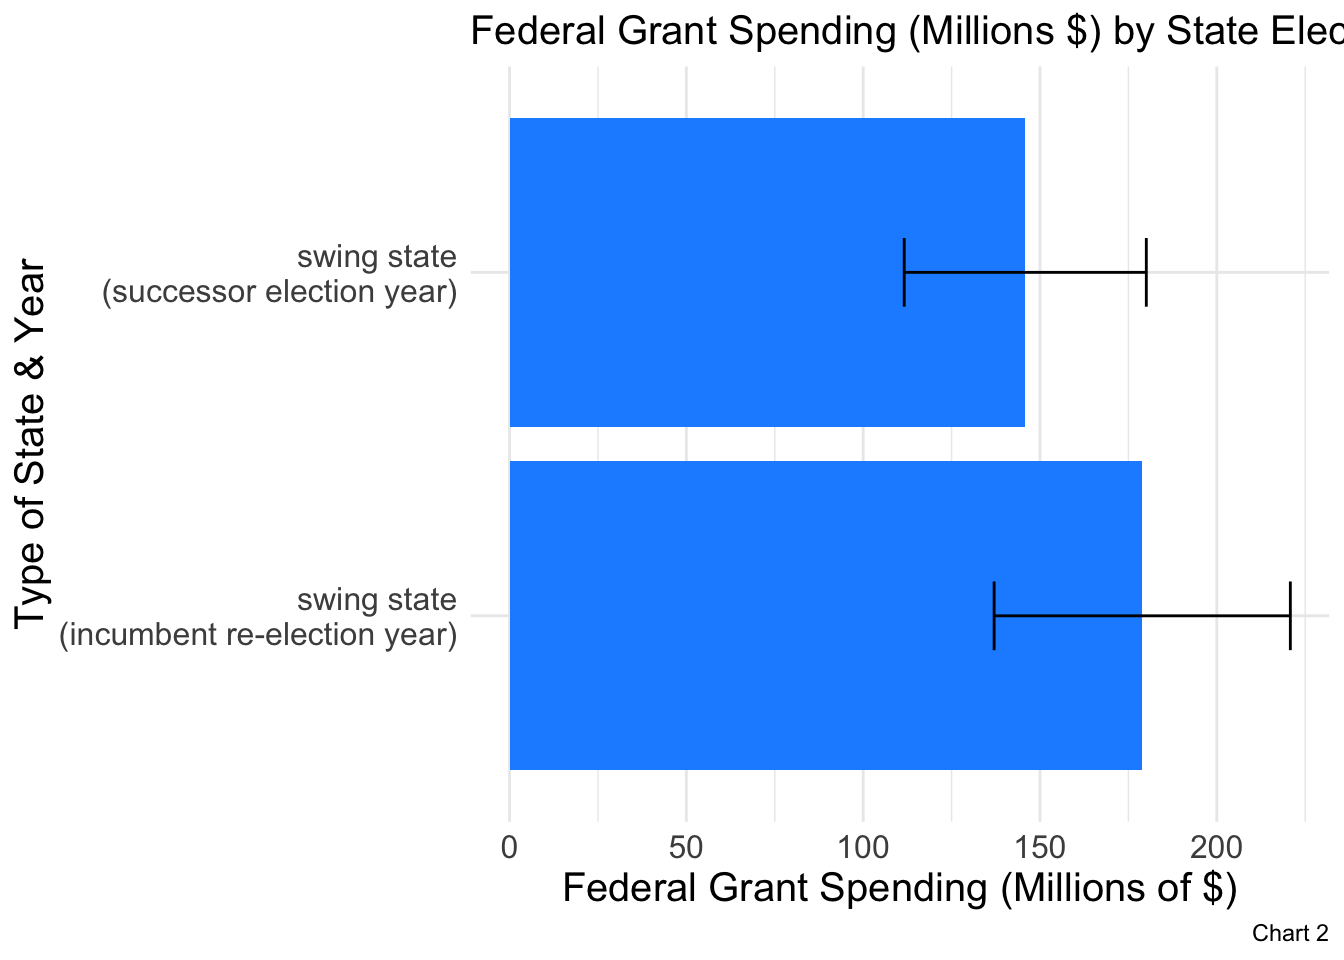 Federal Grant Spending (Millions $) by State Elec
Type of State & Year
swing state
(successor election year)
swing state
(incumbent re-election year)
0 50 100 150 200
Federal Grant Spending (Millions of $)
Chart 2